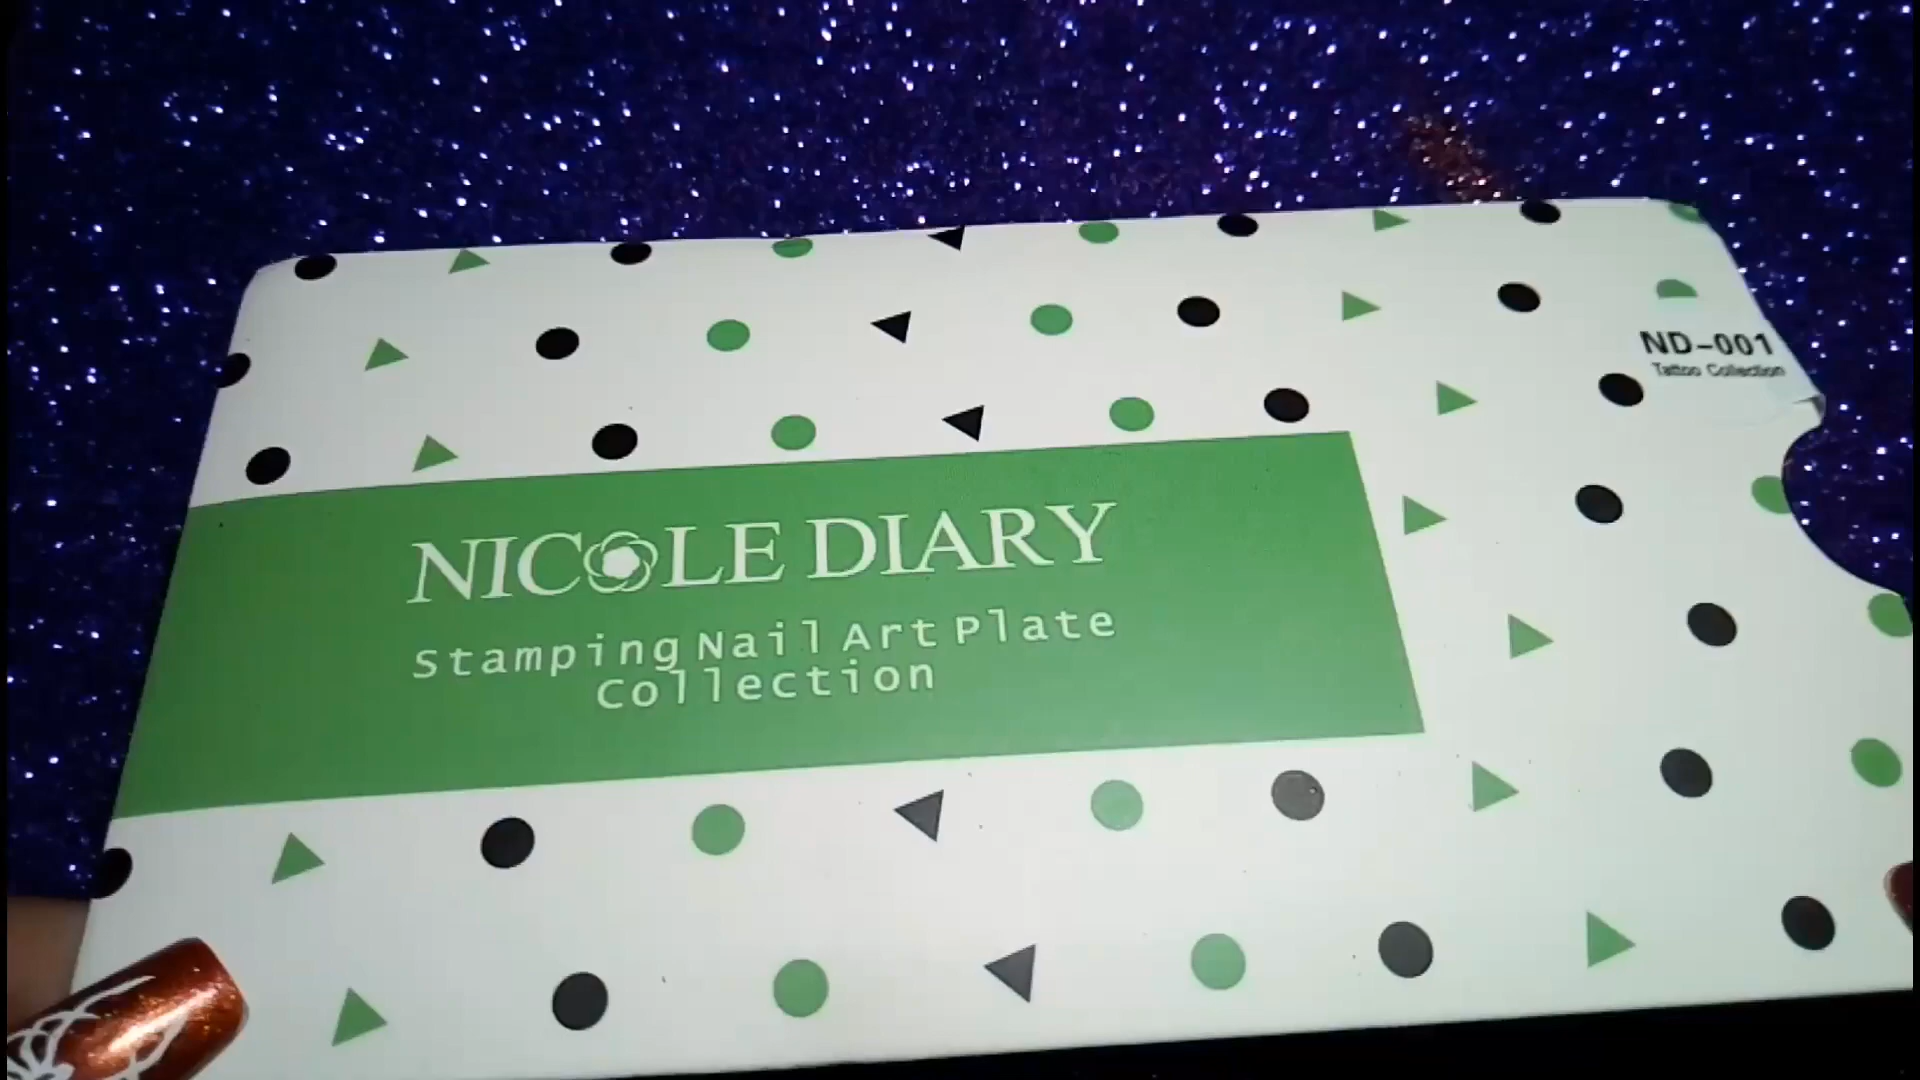 ND-001
Tattoo Collection
NICOLE DIARY
Stamping Nail Art Plate
Collection